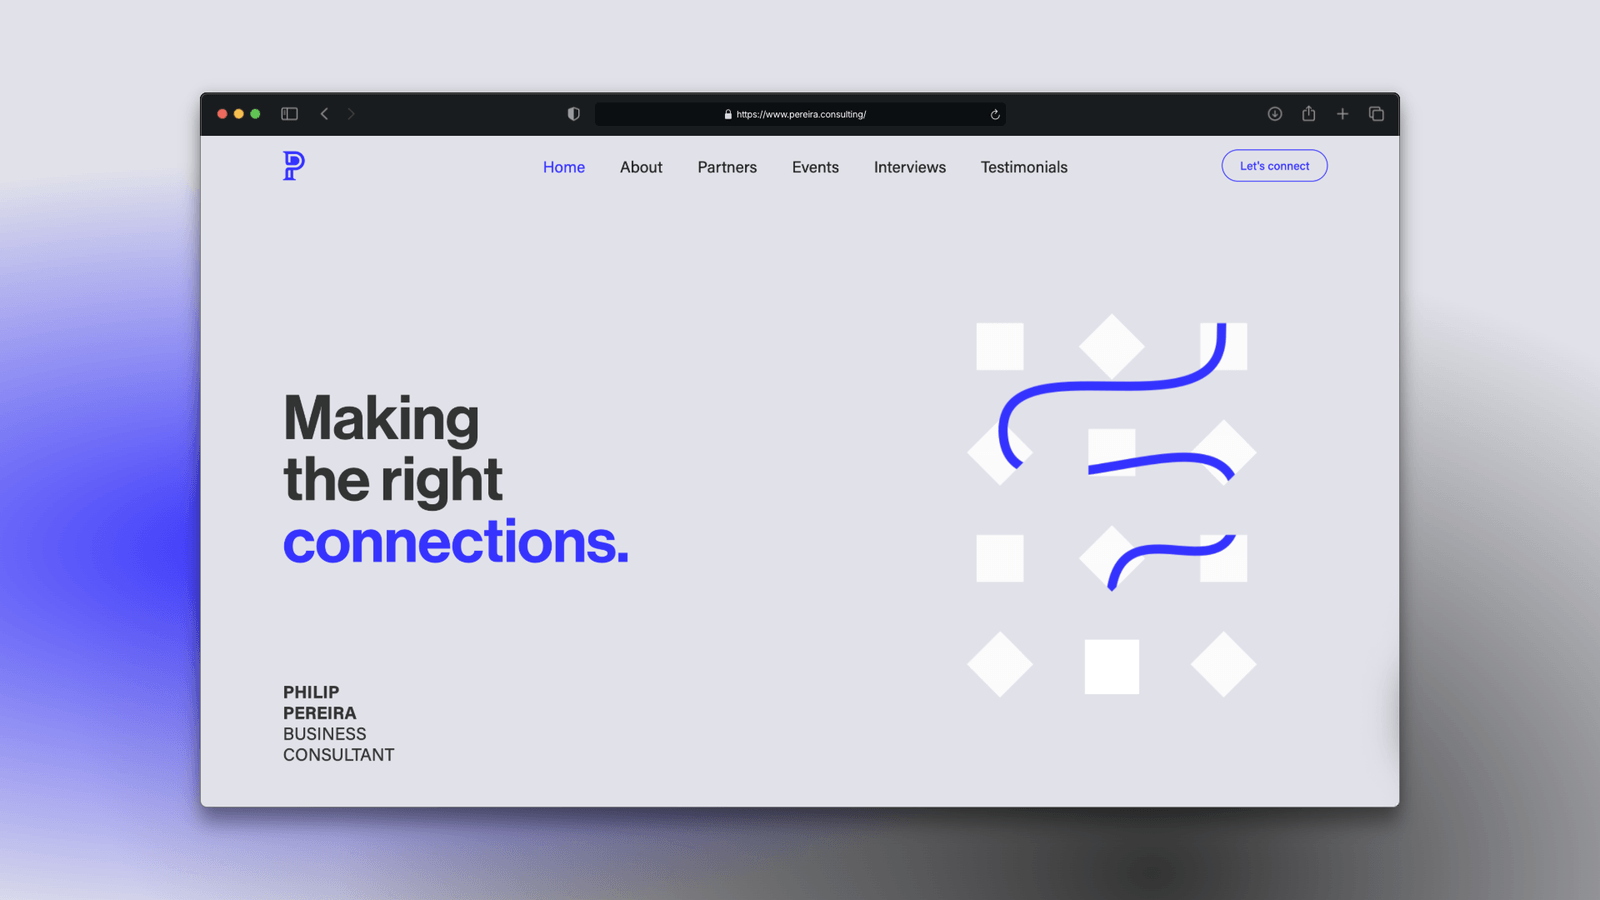 https://www.pereira.consulting/
P
Home About Partners Events Interviews Testimonials Let's connect
Making
the right
connections.
PHILIP
PEREIRA
BUSINESS
CONSULTANT